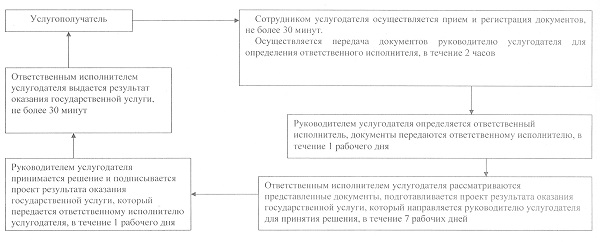 Услугополучатель
Сотрудником услугодателя осуществляется прием и регистрация документов,
не более 30 минут.
Осуществляется передача документов руководителю услугодателя для
определения ответственного исполнителя, в течение 2 часов
Ответственным исполнителем
услугодателя выдается результат
оказания государственной услуги,
не более 30 минут
Руководителем услугодателя определяется ответственный
исполнитель, документы передаются ответственному исполнителю, в
течение 1 рабочего дня
Руководителем услугодателя
принимается решение и подписывается
проект результата оказания
государственной услуги, который
передается ответственному исполнителю
услугодателя, в течение 1 рабочего дня
Ответственным исполнителем услугодателя рассматриваются
представленные документы, подготавливается проект результата оказания
государственной услуги, который направляется руководителю услугодателя
для принятия решения, в течение 7 рабочих дней